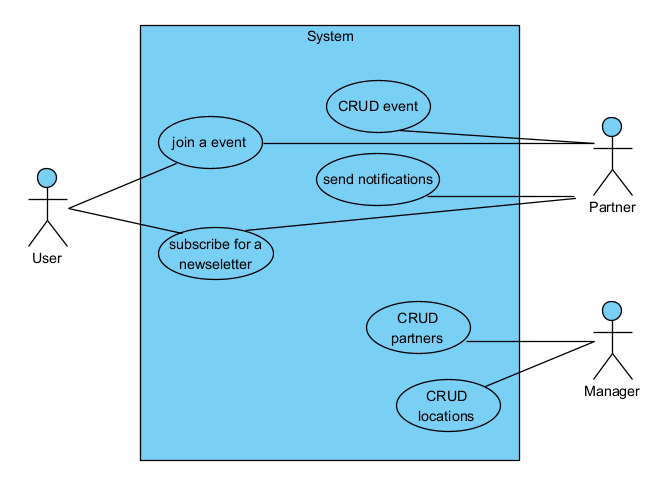 System
CRUD event
join a event
send notifications
Partner
User
subscribe for a
newseletter
CRUD
partners
Manager
CRUD
locations